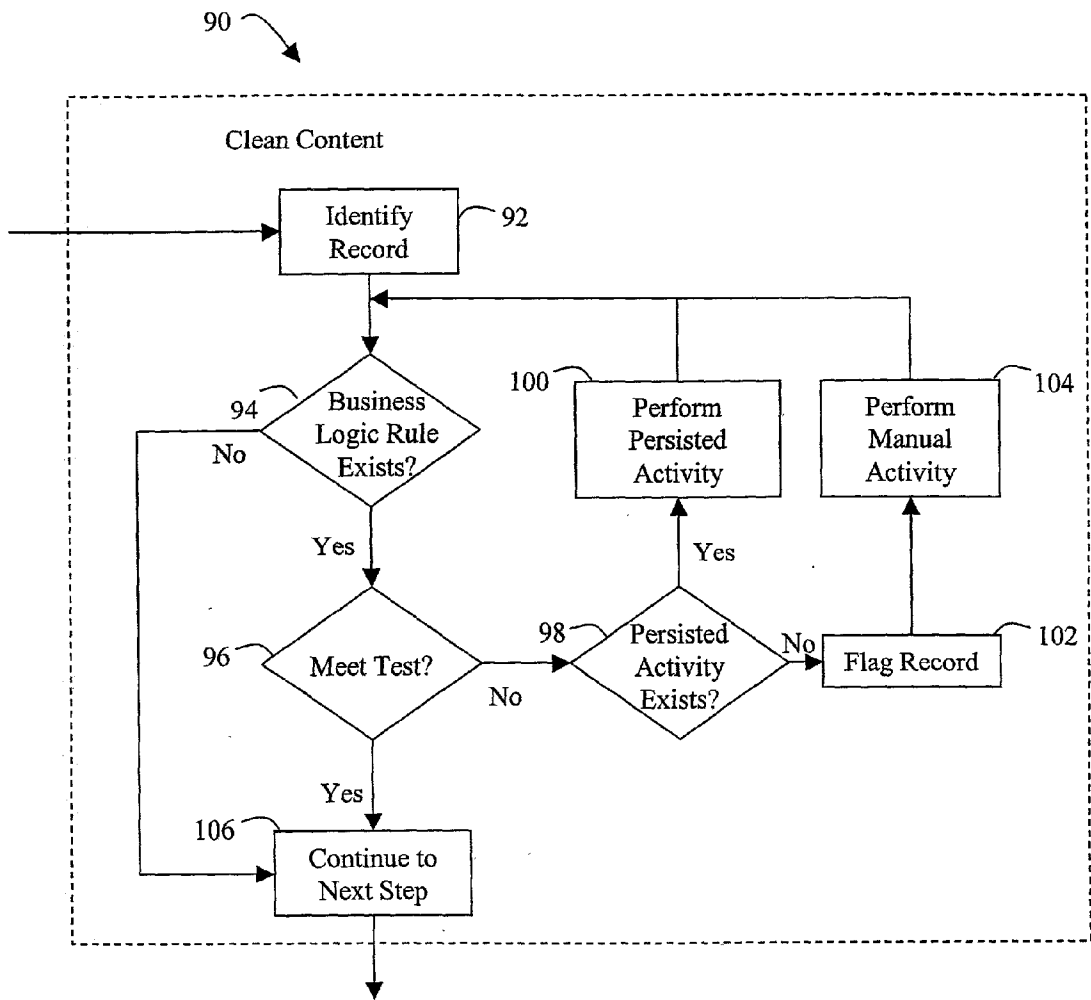 90
Clean Content
Identify
Record
92
94
Business
Logic Rule
Exists?
No
Yes
100
Perform
Persisted
Activity
104
Perform
Manual
Activity
Yes
96
Meet Test?
No
98
Persisted
Activity
Exists?
No
102
Flag Record
Yes
106
Continue to
Next Step